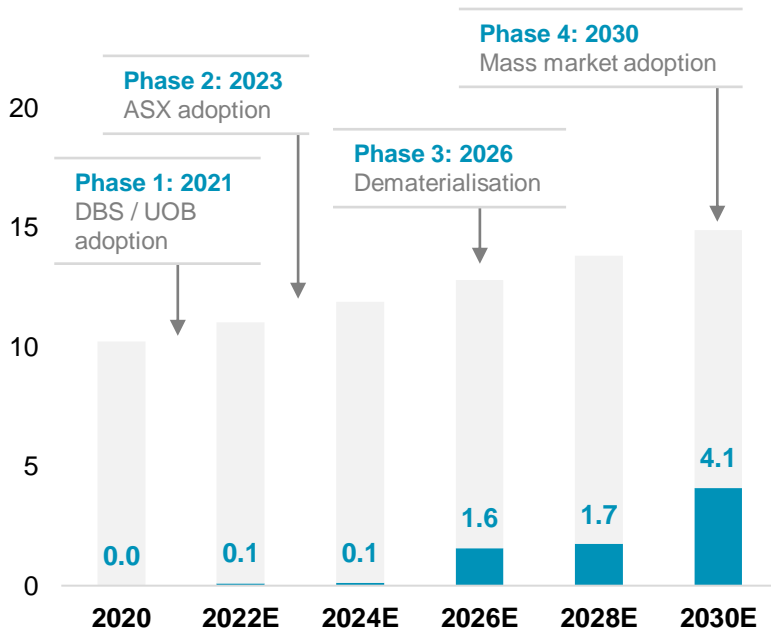 Phase 4: 2030
Mass market adoption
Phase 2: 2023
ASX adoption
20
Phase 3: 2026
Dematerialisation
Phase 1: 2021
DBS / UOB
adoption
15
10
5
0
0.0
0.1
0.1
1.6
1.7
4.1
2020
2022E
2024E
2026E
2028E
2030E